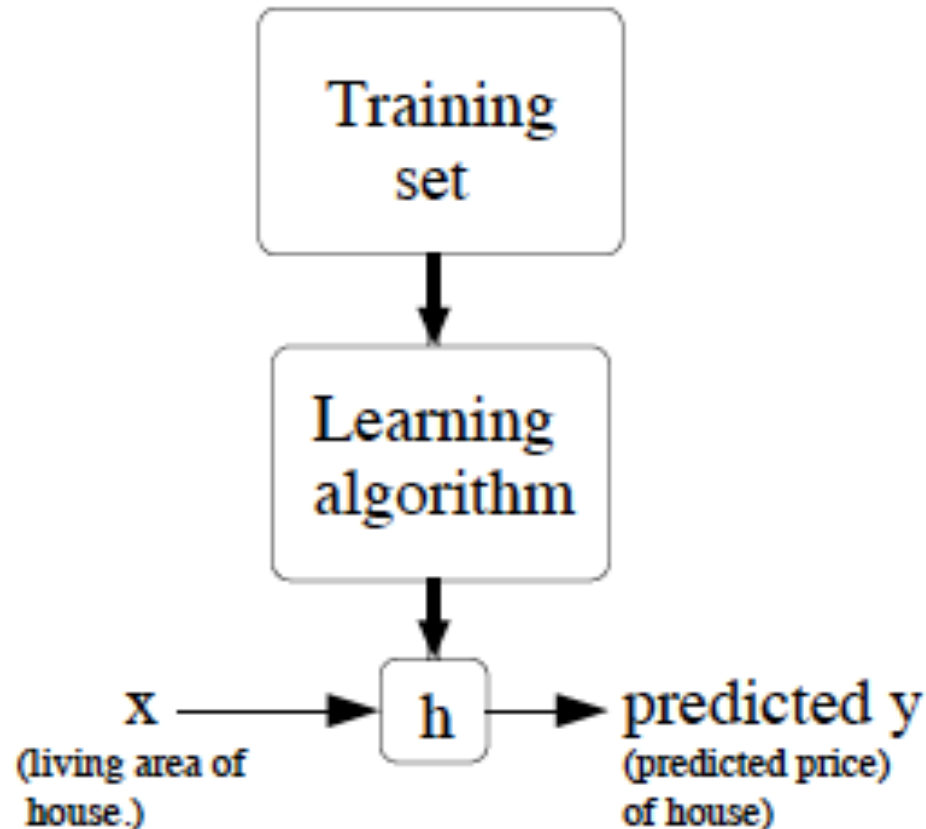 Training
set
Learning
algorithm
x
h
predicted y
(living area of
house.)
(predicted price)
of house)